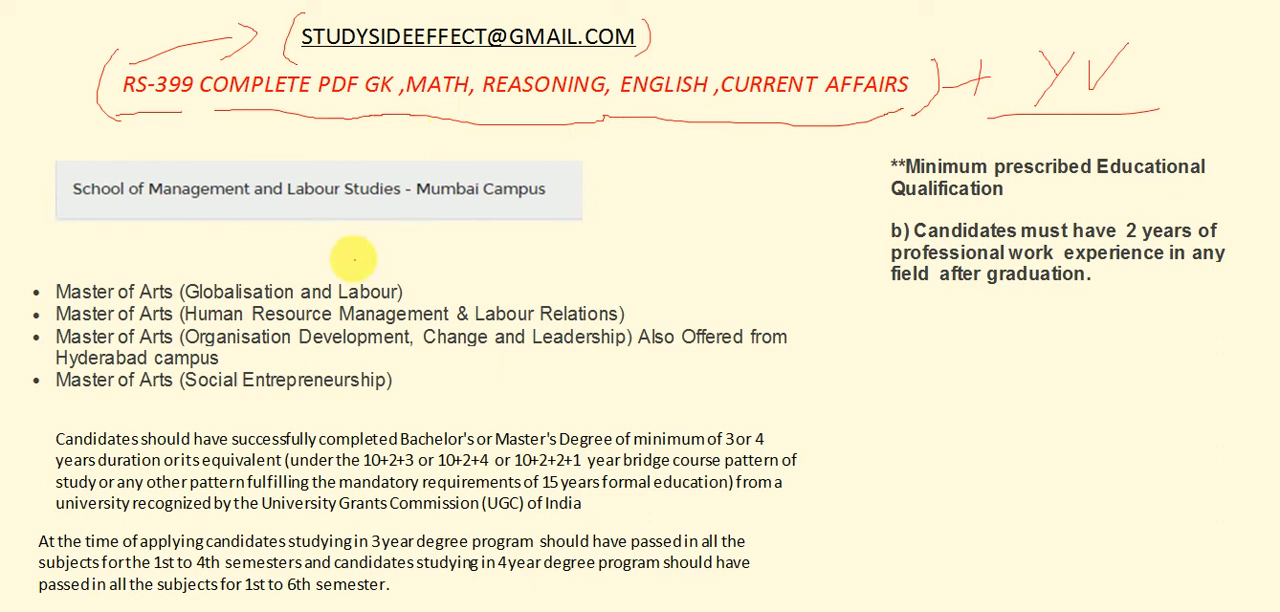 STUDYSIDEEFFECT@GMAIL.COM
RS-399 COMPLETE PDF GK ,MATH, REASONING, ENGLISH ,CURRENT AFFAIRS + YV
School of Management and Labour Studies - Mumbai Campus
• Master of Arts (Globalisation and Labour)
• Master of Arts (Human Resource Management & Labour Relations)
• Master of Arts (Organisation Development, Change and Leadership) Also Offered from
Hyderabad campus
• Master of Arts (Social Entrepreneurship)
Candidates should have successfully completed Bachelor's or Master's Degree of minimum of 3 or 4
years duration or its equivalent (under the 10+2+3 or 10+2+4 or 10+2+2+1 year bridge course pattern of
study or any other pattern fulfilling the mandatory requirements of 15 years formal education) from a
university recognized by the University Grants Commission (UGC) of India
At the time of applying candidates studying in 3 year degree program should have passed in all the
subjects for the 1st to 4th semesters and candidates studying in 4 year degree program should have
passed in all the subjects for 1st to 6th semester.
**Minimum prescribed Educational
Qualification
b) Candidates must have 2 years of
professional work experience in any
field after graduation.